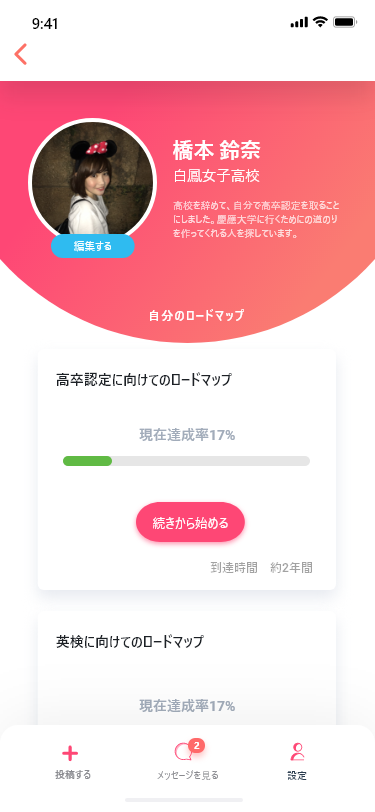 9:41
橋本 鈴奈
白鳳女子高校
高校を辞めて、自分で高卒認定を取ること
にしました。慶應大学に行くための道のり
を作ってくれる人を探しています。
編集する
自分のロードマップ
高卒認定に向けてのロードマップ
現在達成率17%
続きから始める
到達時間 約2年間
英検に向けてのロードマップ
現在達成率17%
2
投稿する
メッセージを見る
設定